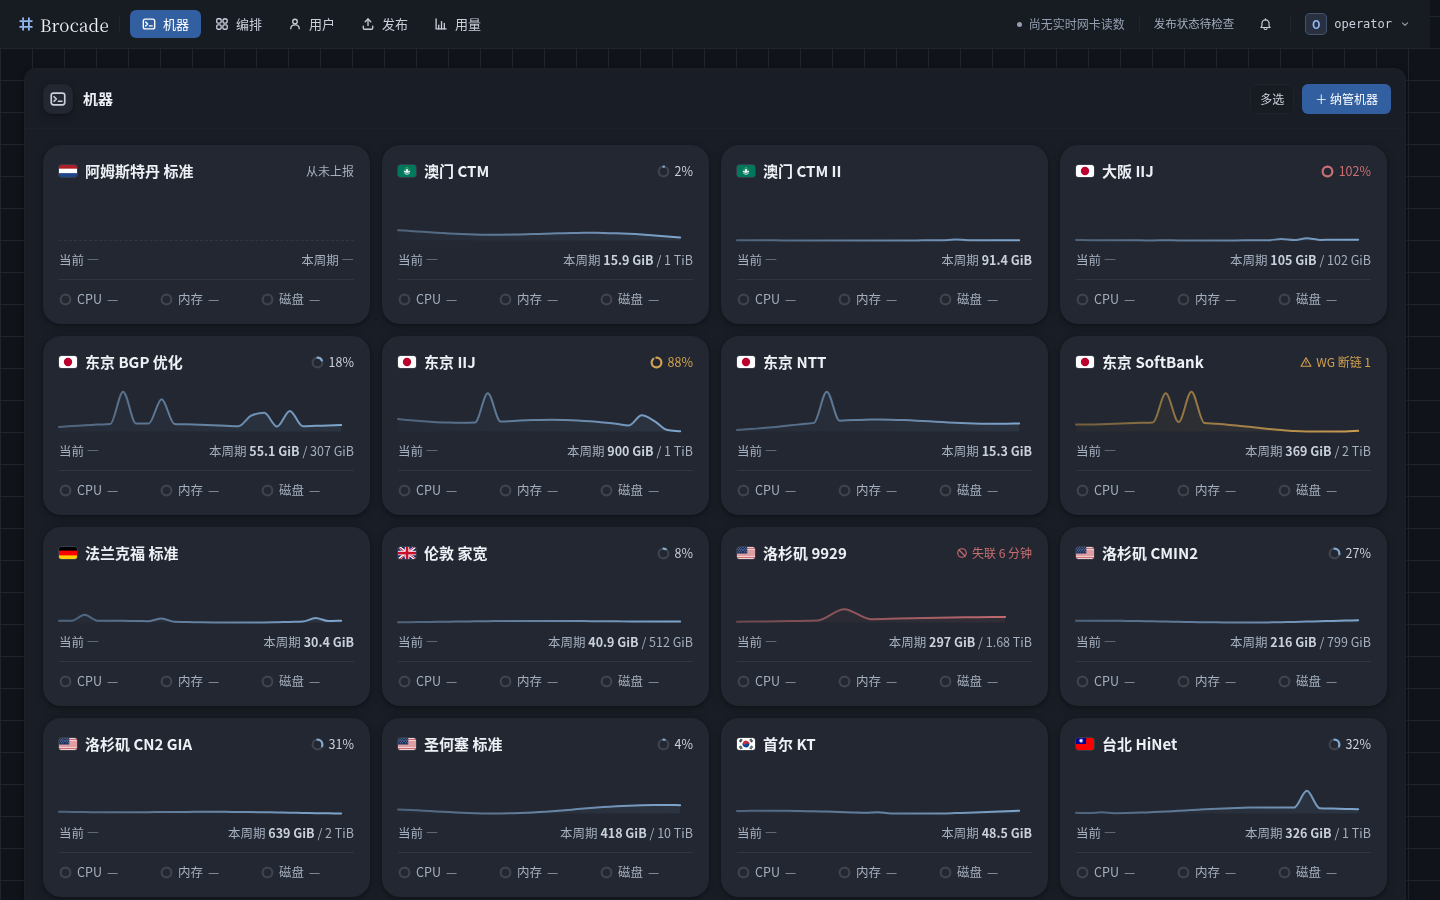 Brocade 机器 编排 用户 发布 用量 尚无实时网卡读数 发布状态待检查 O operator
机器 多选 + 纳管机器
阿姆斯特丹 标准 从未上报
当前 — 本周期 —
CPU — 内存 — 磁盘 —
澳门 CTM 2%
当前 — 本周期 15.9 GiB / 1 TiB
CPU — 内存 — 磁盘 —
澳门 CTM II
当前 — 本周期 91.4 GiB
CPU — 内存 — 磁盘 —
大阪 IIJ 102%
当前 — 本周期 105 GiB / 102 GiB
CPU — 内存 — 磁盘 —
东京 BGP 优化 18%
当前 — 本周期 55.1 GiB / 307 GiB
CPU — 内存 — 磁盘 —
东京 IIJ 88%
当前 — 本周期 900 GiB / 1 TiB
CPU — 内存 — 磁盘 —
东京 NTT
当前 — 本周期 15.3 GiB
CPU — 内存 — 磁盘 —
东京 SoftBank WG 断链 1
当前 — 本周期 369 GiB / 2 TiB
CPU — 内存 — 磁盘 —
法兰克福 标准
当前 — 本周期 30.4 GiB
CPU — 内存 — 磁盘 —
伦敦 家宽 8%
当前 — 本周期 40.9 GiB / 512 GiB
CPU — 内存 — 磁盘 —
洛杉矶 9929 失联 6 分钟
当前 — 本周期 297 GiB / 1.68 TiB
CPU — 内存 — 磁盘 —
洛杉矶 CMIN2 27%
当前 — 本周期 216 GiB / 799 GiB
CPU — 内存 — 磁盘 —
洛杉矶 CN2 GIA 31%
当前 — 本周期 639 GiB / 2 TiB
CPU — 内存 — 磁盘 —
圣何塞 标准 4%
当前 — 本周期 418 GiB / 10 TiB
CPU — 内存 — 磁盘 —
首尔 KT
当前 — 本周期 48.5 GiB
CPU — 内存 — 磁盘 —
台北 HiNet 32%
当前 — 本周期 326 GiB / 1 TiB
CPU — 内存 — 磁盘 —